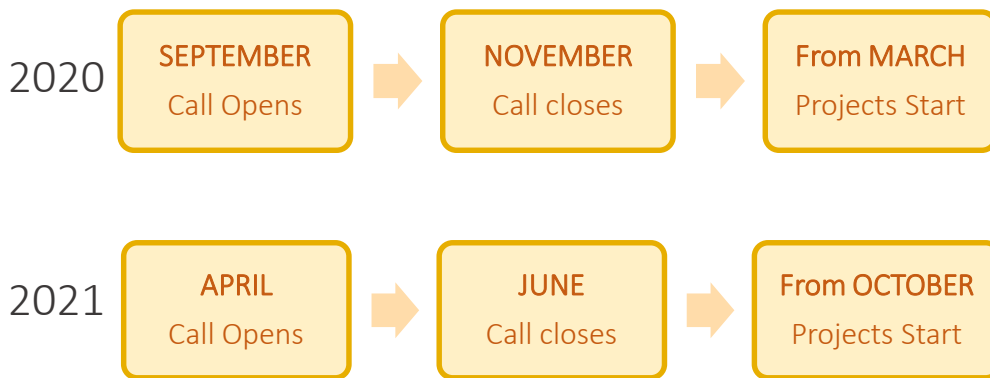 2020
SEPTEMBER
Call Opens
NOVEMBER
Call closes
From MARCH
Projects Start
2021
APRIL
Call Opens
JUNE
Call closes
From OCTOBER
Projects Start